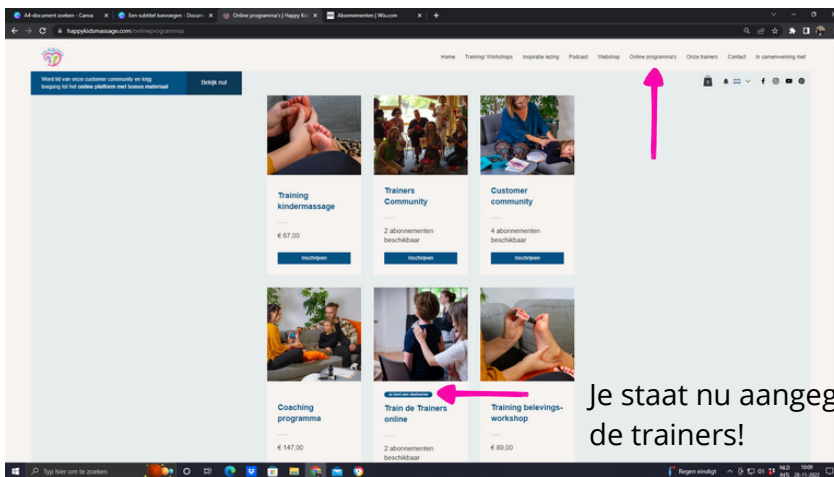 A4-document zoeken - Canva
Een subtitel toevoegen - Docum
Online programma's | Happy Kid
Abonnementen | Wix.com
happykidsmassage.com/onlineprogrammas
Home Training/ Workshops Inspiratie lezing Podcast Webshop Online programma's Onze trainers Contact In samenwerking met
Word lid van onze customer community en krijg
toegang tot het online platform met bonus materiaal
Bekijk nu!
Training
kindermassage
€ 67,00
Inschrijven
Trainers
Community
2 abonnementen
beschikbaar
Inschrijven
Customer
community
4 abonnementen
beschikbaar
Inschrijven
Coaching
programma
€ 147,00
Je bent een deelnemer
Train de Trainers
online
2 abonnementen
beschikbaar
Training belevings-
workshop
€ 89,00
Je staat nu aangeg
de trainers!
Typ hier om te zoeken
Regen eindigt
NLD
INTL
10:09
28-11-2022